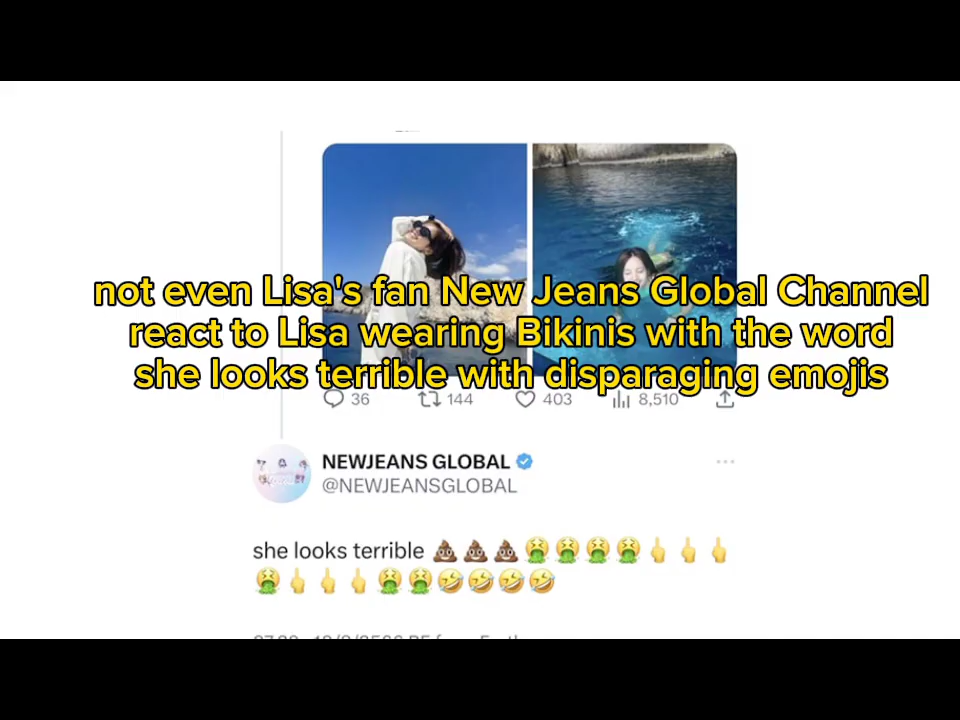 not even Lisa's fan New Jeans Global Channel
react to Lisa wearing Bikinis with the word
she looks terrible with disparaging emojis
36 144 403 8,510
NEWJEANS GLOBAL
@NEWJEANSGLOBAL
she looks terrible 💩💩💩🤮🤮🤮🤮🖕🖕🖕
🤮🖕🖕🖕🤮🤮🤣🤣🤣🤣